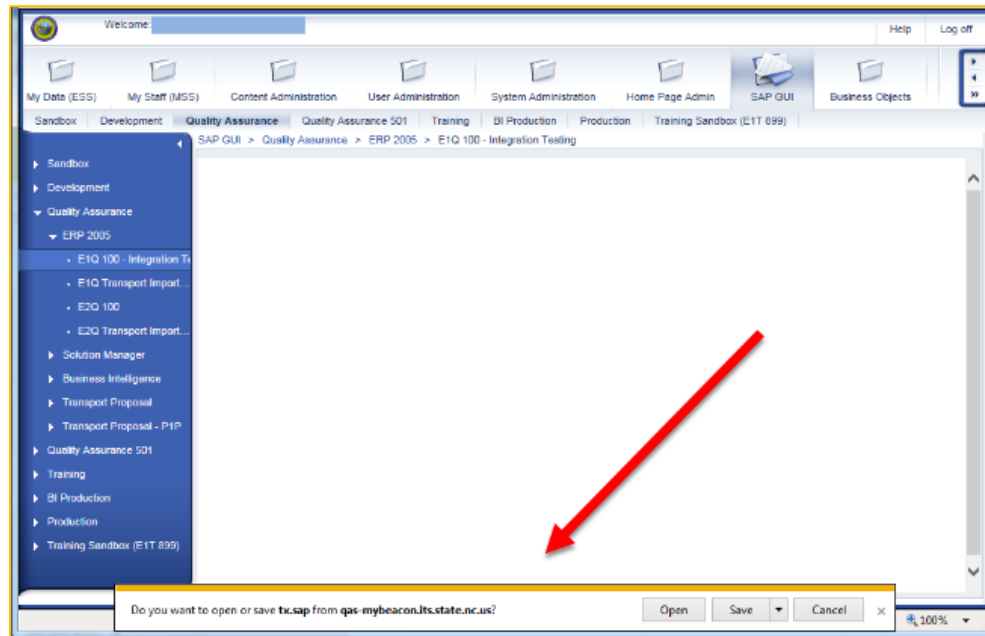 Welcome:
Help Log off
My Data (ESS) My Staff (MSS) Content Administration User Administration System Administration Home Page Admin SAP GUI Business Objects
Sandbox Development Quality Assurance Quality Assurance 501 Training BI Production Production Training Sandbox (E1T 899)
SAP GUI > Quality Assurance > ERP 2005 > E1Q 100 - Integration Testing
Sandbox
Development
Quality Assurance
ERP 2005
E1Q 100 - Integration Te
E1Q Transport Import...
E2Q 100
E2Q Transport Import...
Solution Manager
Business Intelligence
Transport Proposal
Transport Proposal - P1P
Quality Assurance 501
Training
BI Production
Production
Training Sandbox (E1T 899)
Do you want to open or save tx.sap from qas-mybeacon.its.state.nc.us? Open Save Cancel
100%